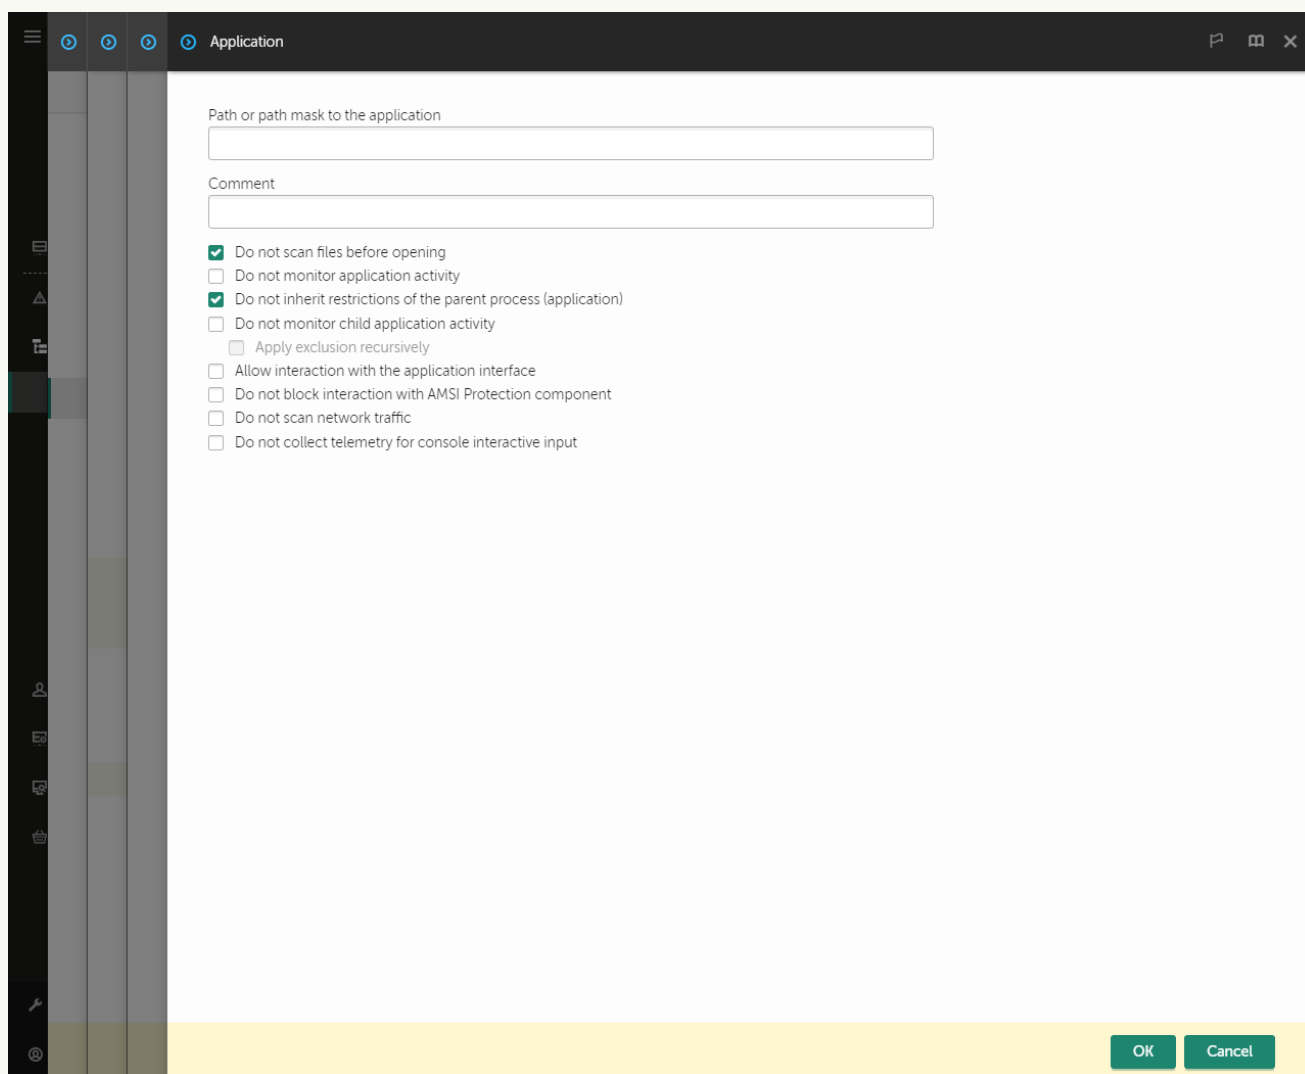 Application
Path or path mask to the application
Comment
Do not scan files before opening
Do not monitor application activity
Do not inherit restrictions of the parent process (application)
Do not monitor child application activity
Apply exclusion recursively
Allow interaction with the application interface
Do not block interaction with AMSI Protection component
Do not scan network traffic
Do not collect telemetry for console interactive input
OK Cancel